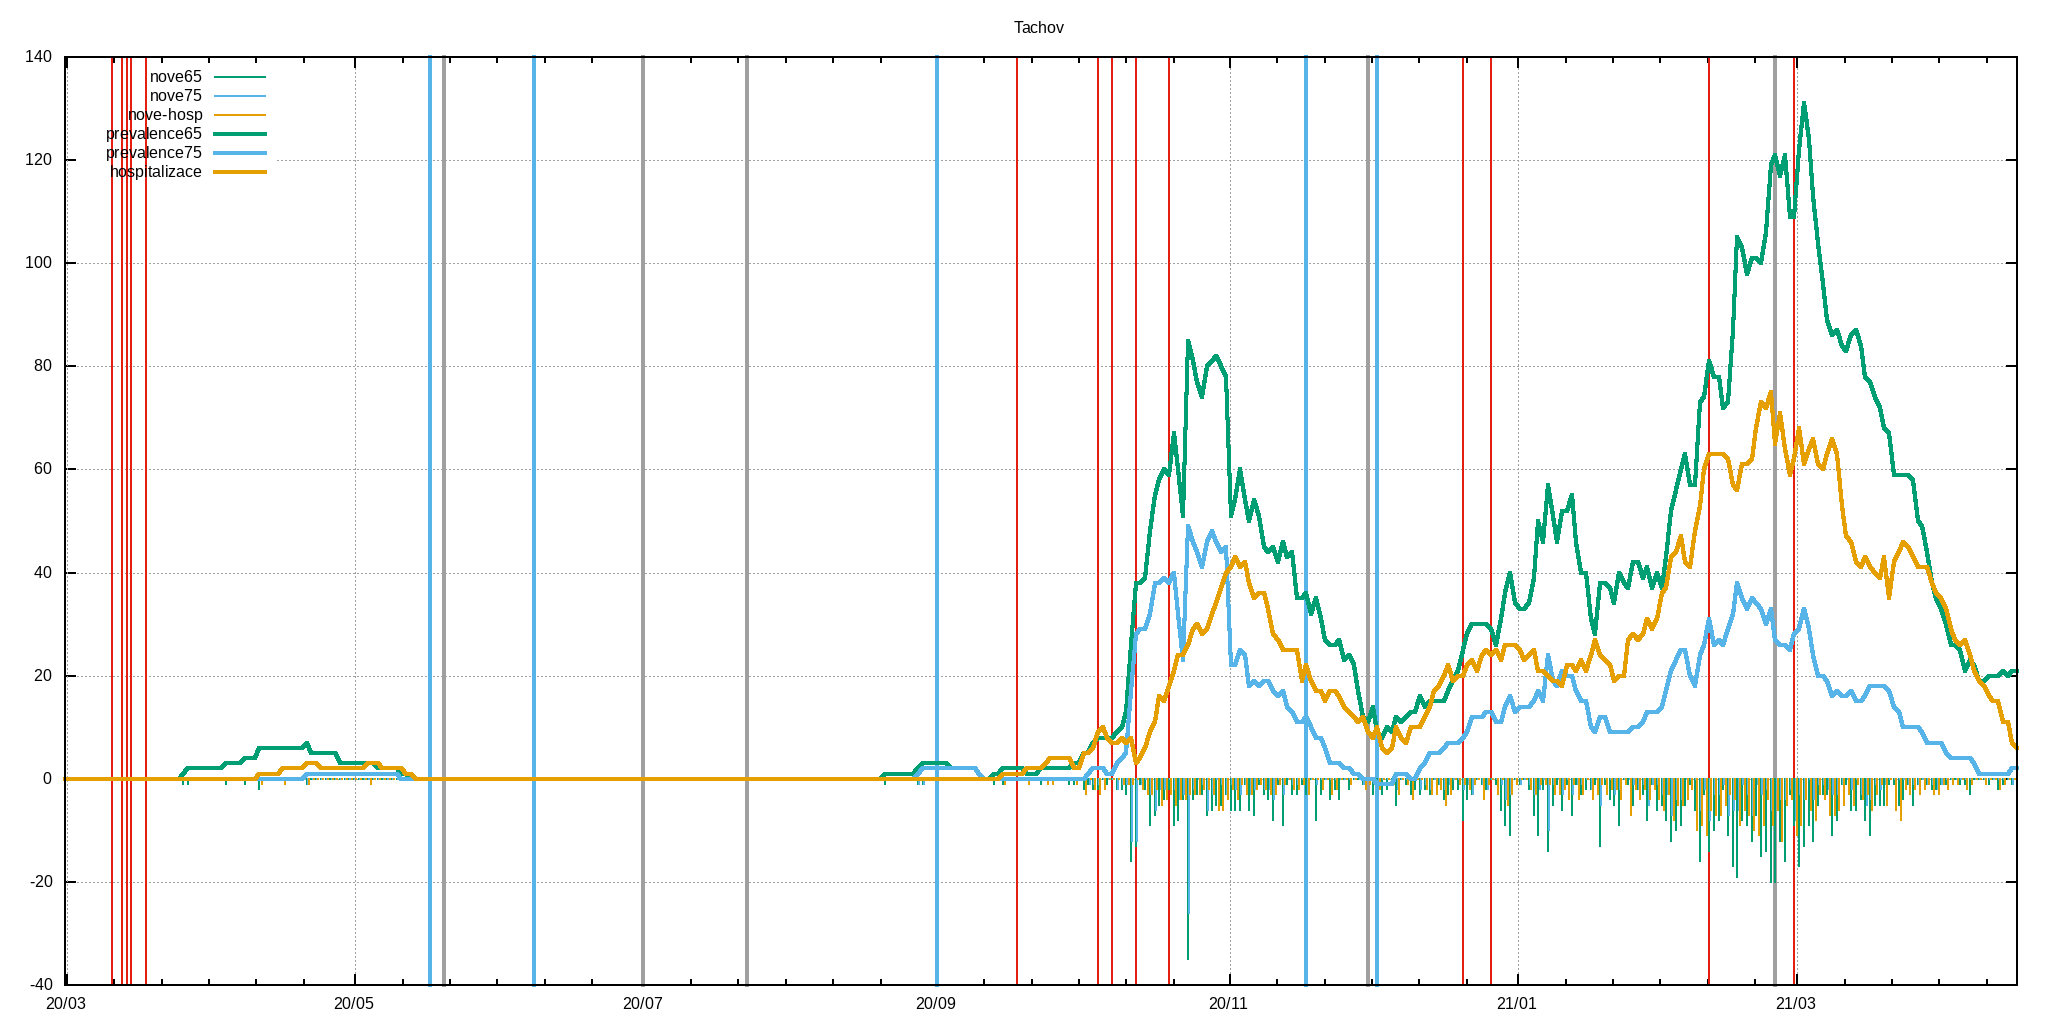 Tachov
140
nove65
nove75
nove-hosp
prevalence65
prevalence75
hospitalizace
120
100
80
60
40
20
0
-20
-40
20/03 20/05 20/07 20/09 20/11 21/01 21/03